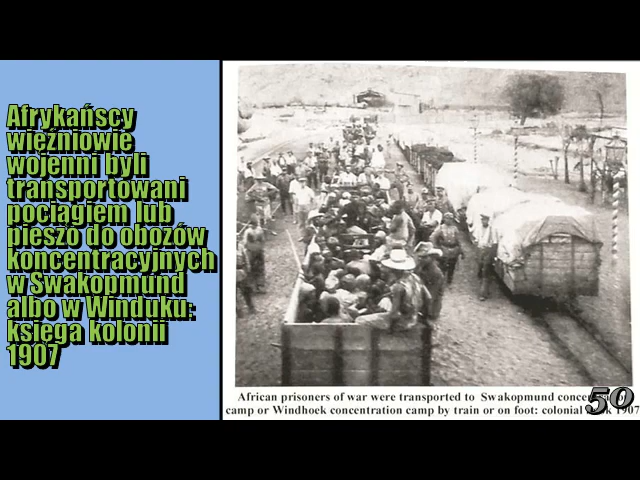 Afrykańscy
więźniowie
wojenni byli
transportowani
pociągiem lub
pieszo do obozów
koncentracyjnych
w Swakopmund
albo w Winduku:
księga kolonii
1907
African prisoners of war were transported to Swakopmund
camp or Windhoek concentration camp by train or on foot: colonial 1907
50